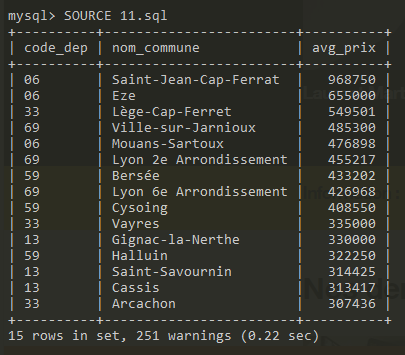 mysql> SOURCE 11.sql
+----------+------------------------+----------+
| code_dep | nom_commune            | avg_prix |
+----------+------------------------+----------+
| 06       | Saint-Jean-Cap-Ferrat  |   968750 |
| 06       | Eze                    |   655000 |
| 33       | Lège-Cap-Ferret        |   549501 |
| 69       | Ville-sur-Jarnioux     |   485300 |
| 06       | Mouans-Sartoux         |   476898 |
| 69       | Lyon 2e Arrondissement |   455217 |
| 59       | Bersée                 |   433202 |
| 69       | Lyon 6e Arrondissement |   426968 |
| 59       | Cysoing                |   408550 |
| 33       | Vayres                 |   335000 |
| 13       | Gignac-la-Nerthe       |   330000 |
| 59       | Halluin                |   322250 |
| 13       | Saint-Savournin        |   314425 |
| 13       | Cassis                 |   313417 |
| 33       | Arcachon               |   307436 |
+----------+------------------------+----------+
15 rows in set, 251 warnings (0.22 sec)